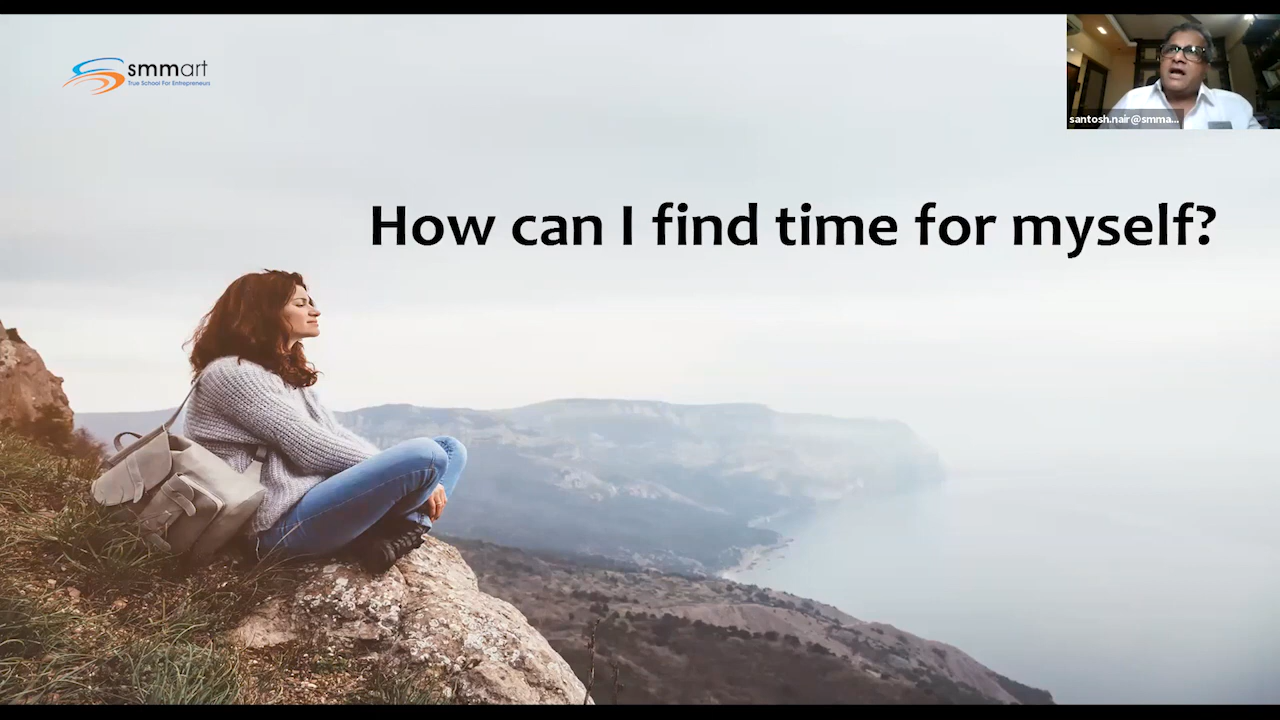 smmart
True School For Entrepreneurs
santosh.nair@smma...
How can I find time for myself?